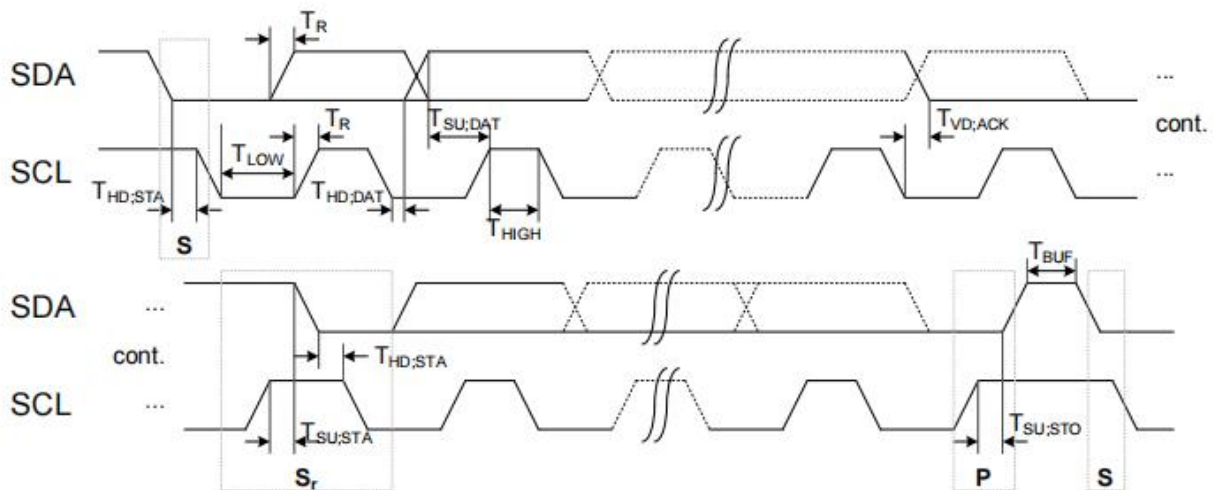 T_R
SDA
...
T_R T_SU;DAT T_VD;ACK cont.
T_LOW
SCL ...
T_HD;STA T_HD;DAT
T_HIGH
S
T_BUF
SDA ...
cont. T_HD;STA
SCL ...
T_SU;STA T_SU;STO
S_r P S